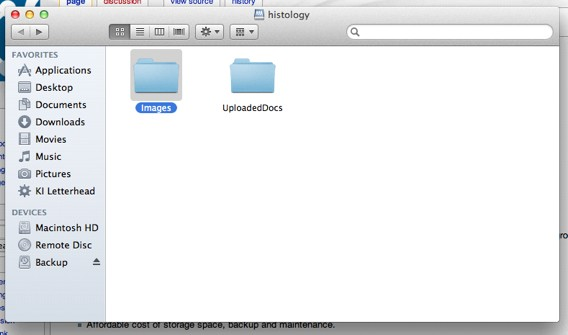 page discussion view source history
histology
FAVORITES
Applications
Desktop
Documents
Downloads
Movies
Music
Pictures
KI Letterhead
DEVICES
Macintosh HD
Remote Disc
Backup
Images
UploadedDocs
Affordable cost of storage space, backup and maintenance.